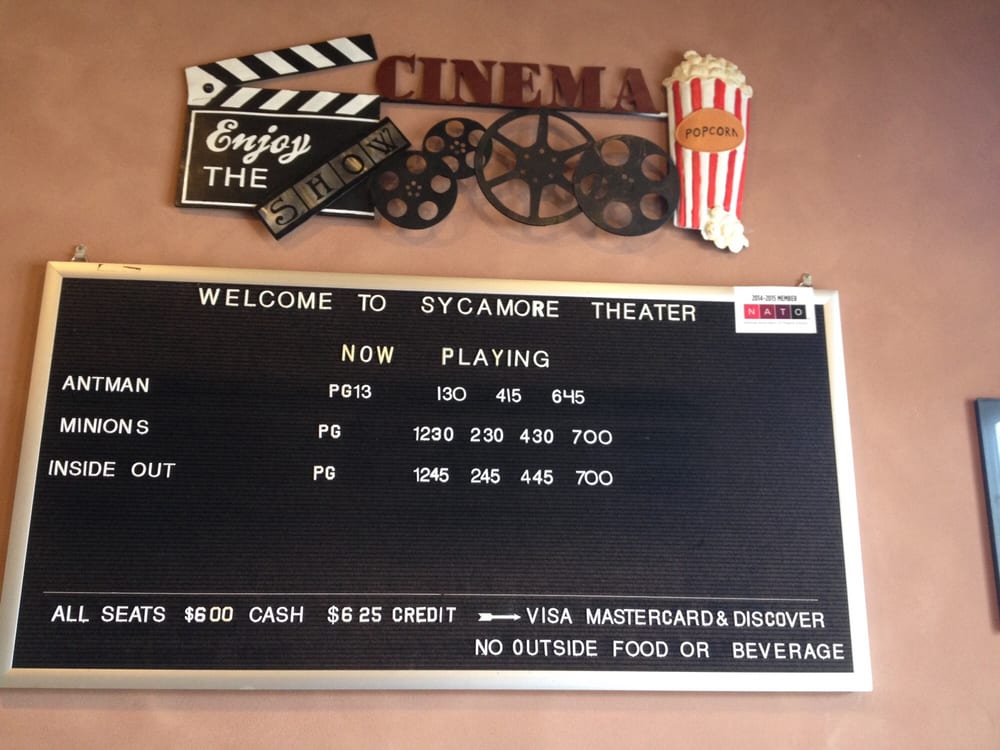 CINEMA
Enjoy
THE
SHOW
POPCORN
WELCOME TO SYCAMORE THEATER
2014-2015 MEMBER
NATO
NOW PLAYING
ANTMAN PG13 130 415 645
MINIONS PG 1230 230 430 700
INSIDE OUT PG 1245 245 445 700
ALL SEATS $600 CASH $6 25 CREDIT → VISA MASTERCARD & DISCOVER
NO OUTSIDE FOOD OR BEVERAGE